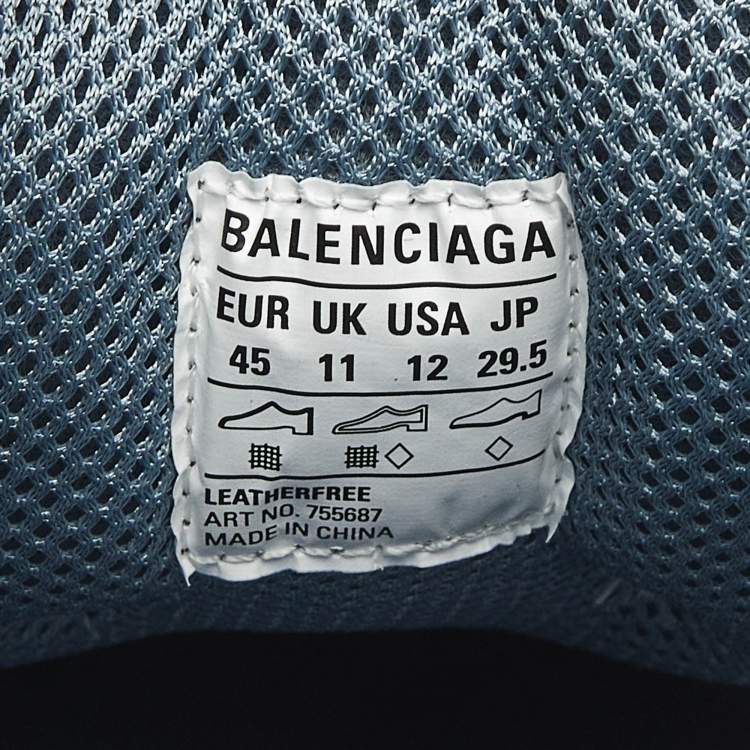 BALENCIAGA
EUR UK USA JP
45 11 12 29.5
LEATHERFREE
ART NO. 755687
MADE IN CHINA